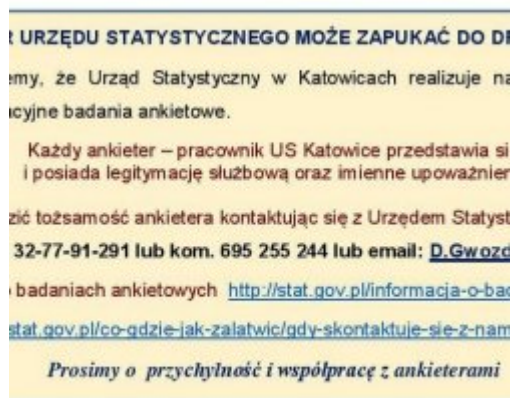 URZĘDU STATYSTYCZNEGO MOŻE ZAPUKAĆ DO
emy, że Urząd Statystyczny w Katowicach realizuje na
cyjne badania ankietowe.
Każdy ankieter – pracownik US Katowice przedstawia si
i posiada legitymację służbową oraz imienne upoważnien
zić tożsamość ankietera kontaktując się z Urzędem Statyst
32-77-91-291 lub kom. 695 255 244 lub email: D.Gwozd
o badaniach ankietowych http://stat.gov.pl/informacja-o-bad
stat.gov.pl/co-gdzie-jak-zalatwic/gdy-skontaktuje-sie-z-nam
Prosimy o przychylność i współpracę z ankieterami